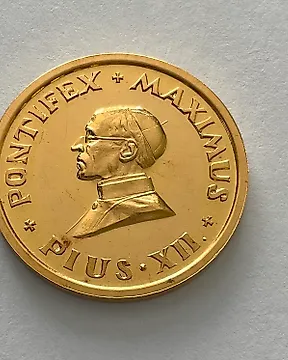 PONTIFEX + MAXIMUS
+ PIUS · XII. +